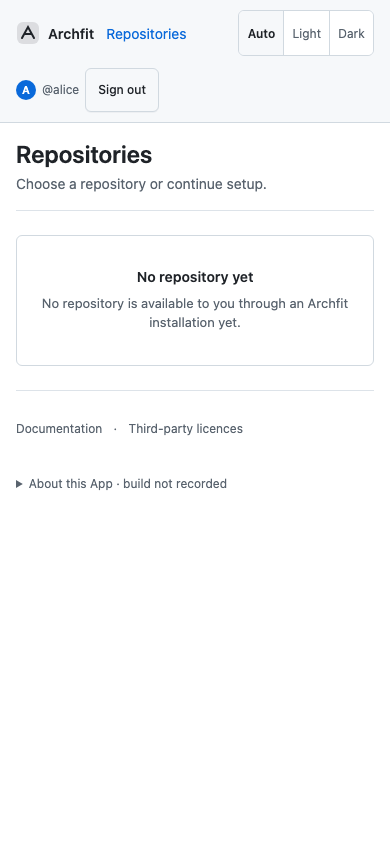 Archfit Repositories Auto Light Dark
A @alice Sign out
Repositories
Choose a repository or continue setup.
No repository yet
No repository is available to you through an Archfit
installation yet.
Documentation · Third-party licences
About this App · build not recorded